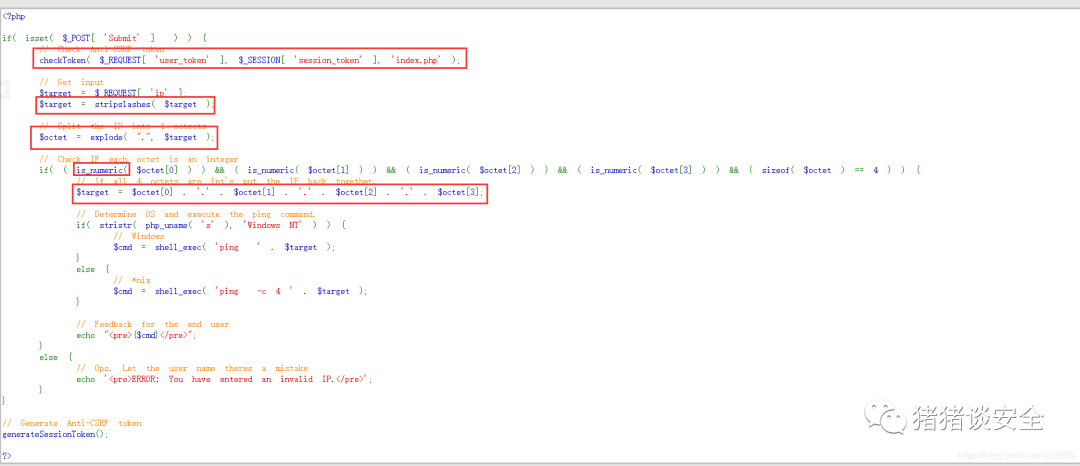 <?php
if( isset( $_POST[ 'Submit' ] ) ) {
// Check Anti-CSRF token
checkToken( $_REQUEST[ 'user_token' ], $_SESSION[ 'session_token' ], 'index.php' );
// Get input
$target = $_REQUEST[ 'ip' ];
$target = stripslashes( $target );
// Split the IP into 4 octects
$octet = explode( ".", $target );
// Check IF each octet is an integer
if( ( is_numeric( $octet[0] ) ) && ( is_numeric( $octet[1] ) ) && ( is_numeric( $octet[2] ) ) && ( is_numeric( $octet[3] ) ) && ( sizeof( $octet ) == 4 ) ) {
// If all 4 octets are int's put the IP back together.
$target = $octet[0] . '.' . $octet[1] . '.' . $octet[2] . '.' . $octet[3];
// Determine OS and execute the ping command.
if( stristr( php_uname( 's' ), 'Windows NT' ) ) {
// Windows
$cmd = shell_exec( 'ping  ' . $target );
}
else {
// *nix
$cmd = shell_exec( 'ping  -c 4 ' . $target );
}
// Feedback for the end user
echo "<pre>{$cmd}</pre>";
}
else {
// Ops. Let the user name theres a mistake
echo '<pre>ERROR: You have entered an invalid IP.</pre>';
}
}
// Generate Anti-CSRF token
generateSessionToken();
?>
猪猪谈安全